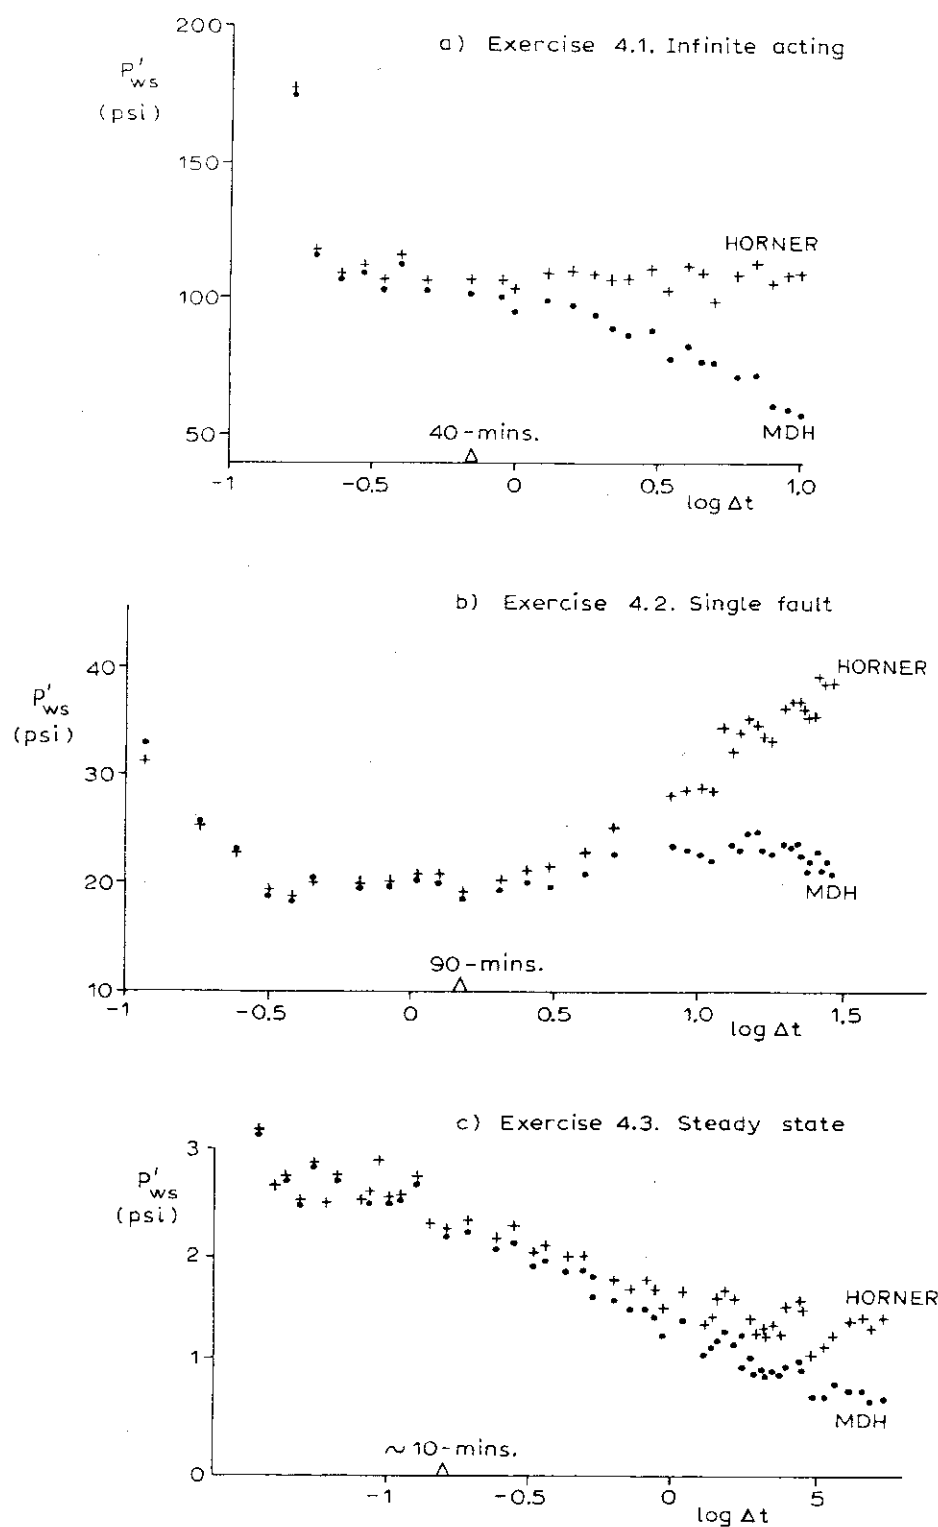 200
a) Exercise 4.1. Infinite acting
P'ws
(psi)
150
HORNER
100
40-mins.
50
MDH
-1 -0.5 0 0.5 1.0
log Δt
b) Exercise 4.2. Single fault
40
HORNER
P'ws
(psi)
30
20
MDH
90-mins.
10
-1 -0.5 0 0.5 1.0 1.5
log Δt
c) Exercise 4.3. Steady state
3
P'ws
(psi)
2
HORNER
1
MDH
~10-mins.
0
-1 -0.5 0 5
log Δt